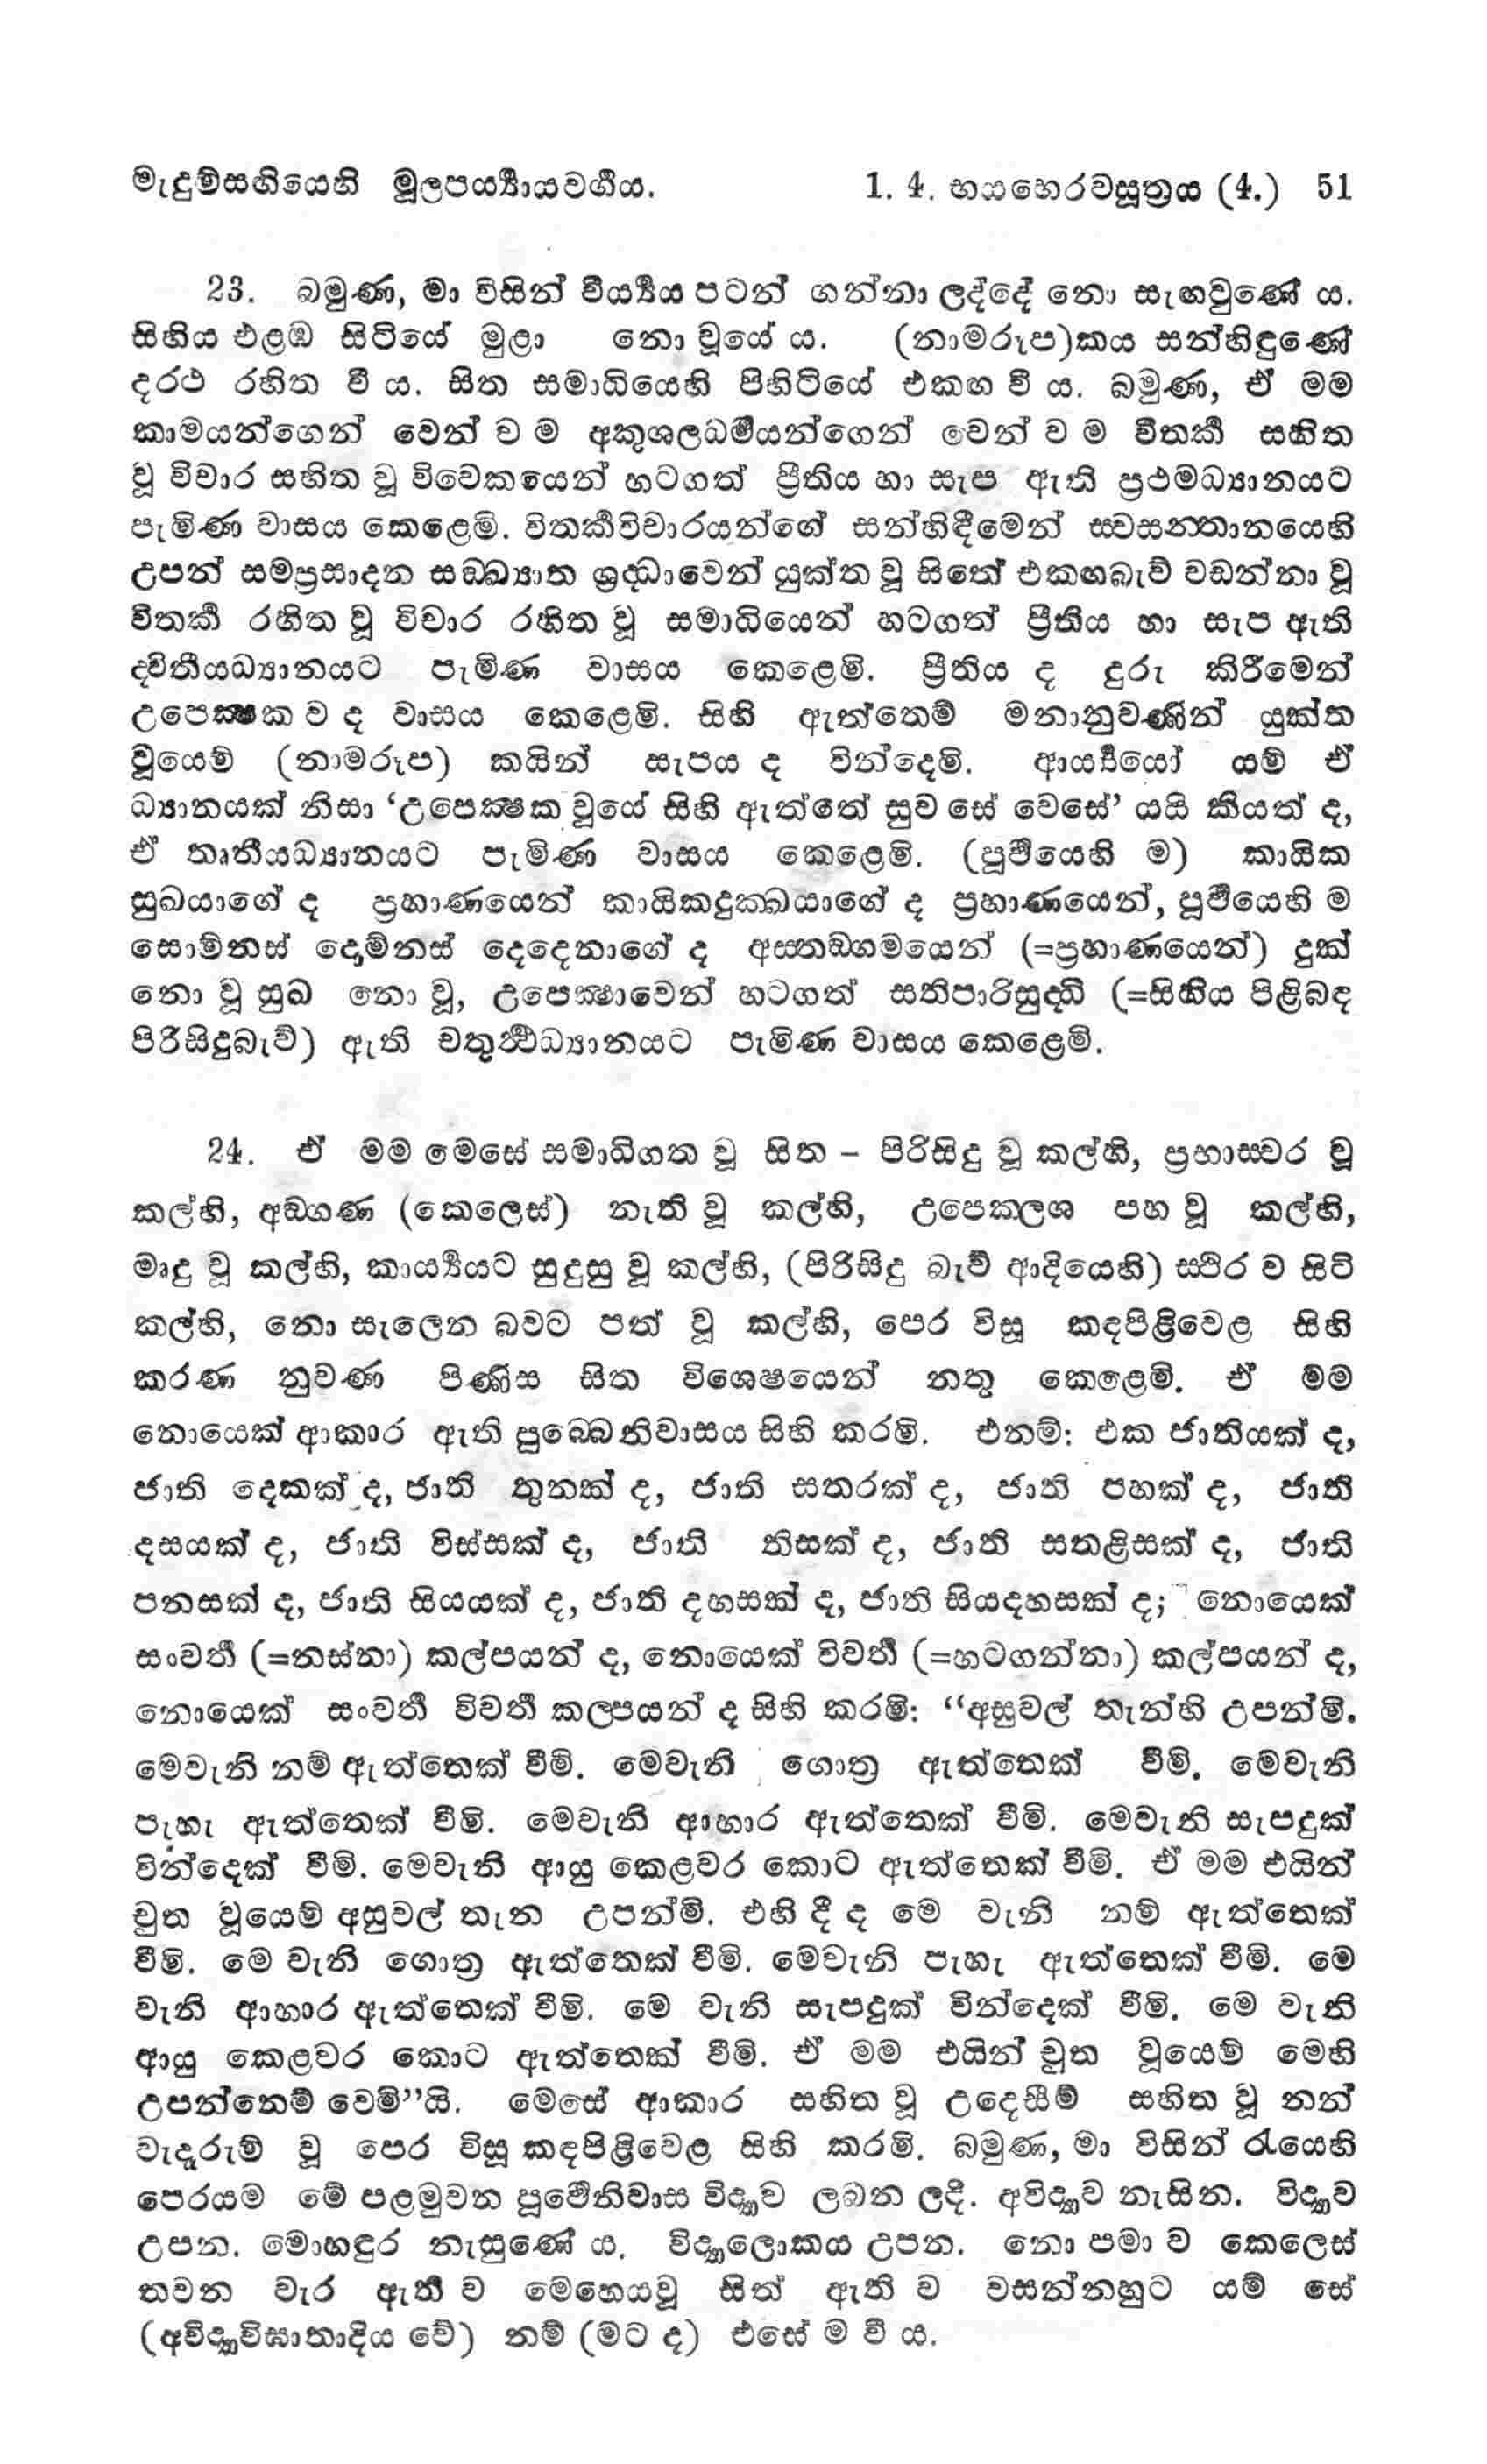 මැදුම්සඟියෙහි මූලපර්‍ය්‍යායවර්‍ගය. 1. 4. භයභෙරවසූත්‍රය (4.) 51
23. බමුණ, මා විසින් වීර්‍ය්‍යය පටන් ගන්නා ලද්දේ නො සැඟවුණේ ය.
සිහිය එළඹ සිටියේ මුළා නො වූයේ ය. (නාමරූප)කය සන්හිඳුණේ
දරථ රහිත වී ය. සිත සමාධියෙහි පිහිටියේ එකඟ වී ය. බමුණ, ඒ මම
කාමයන්ගෙන් වෙන් ව ම අකුශලධර්‍මයන්ගෙන් වෙන් ව ම විතර්‍ක සහිත
වූ විචාර සහිත වූ විවෙකයෙන් හටගත් ප්‍රීතිය හා සැප ඇති ප්‍රථමධ්‍යානයට
පැමිණ වාසය කෙළෙමි. විතර්‍කවිචාරයන්ගේ සන්හිඳීමෙන් ස්වසන්තානයෙහි
උපන් සම්ප්‍රසාදන සඞ්ඛ්‍යාත ශ්‍රද්ධාවෙන් යුක්ත වූ සිතේ එකඟබැව් වඩන්නා වූ
විතර්‍ක රහිත වූ විචාර රහිත වූ සමාධියෙන් හටගත් ප්‍රීතිය හා සැප ඇති
ද්විතීයධ්‍යානයට පැමිණ වාසය කෙළෙමි. ප්‍රීතිය ද දුරු කිරීමෙන්
උපෙක්‍ෂක ව ද වාසය කෙළෙමි. සිහි ඇත්තෙම් මනානුවණින් යුක්ත
වූයෙම් (නාමරූප) කයින් සැපය ද වින්දෙමි. ආර්‍ය්‍යයෝ යම් ඒ
ධ්‍යානයක් නිසා ‘උපෙක්‍ෂක වූයේ සිහි ඇත්තේ සුව සේ වෙසේ’ යයි කියත් ද,
ඒ තෘතීයධ්‍යානයට පැමිණ වාසය කෙළෙමි. (පූර්‍වයෙහි ම) කායික
සුඛයාගේ ද ප්‍රහාණයෙන් කායිකදුක්ඛයාගේ ද ප්‍රහාණයෙන්, පූර්‍වයෙහි ම
සොම්නස් දොම්නස් දෙදෙනාගේ ද අස්තඞ්ගමයෙන් (=ප්‍රහාණයෙන්) දුක්
නො වූ සුඛ නො වූ, උපෙක්‍ෂාවෙන් හටගත් සතිපාරිසුද්ධි (=සිහිය පිළිබඳ
පිරිසිදුබැව්) ඇති චතුර්‍ථධ්‍යානයට පැමිණ වාසය කෙළෙමි.
24. ඒ මම මෙසේ සමාධිගත වූ සිත – පිරිසිදු වූ කල්හි, ප්‍රභාස්වර වූ
කල්හි, අඞ්ගණ (කෙලෙස්) නැති වූ කල්හි, උපක්ලෙශ පහ වූ කල්හි,
මෘදු වූ කල්හි, කාර්‍ය්‍යයට සුදුසු වූ කල්හි, (පිරිසිදු බැව් ආදියෙහි) ස්ථිර ව සිටි
කල්හි, නො සැලෙන බවට පත් වූ කල්හි, පෙර විසූ කඳපිළිවෙළ සිහි
කරණ නුවණ පිණිස සිත විශෙෂයෙන් නතු කෙළෙමි. ඒ මම
නොයෙක් ආකාර ඇති පුබ්බෙනිවාසය සිහි කරමි. එනම්: එක ජාතියක් ද,
ජාති දෙකක් ද, ජාති තුනක් ද, ජාති සතරක් ද, ජාති පහක් ද, ජාති
දසයක් ද, ජාති විස්සක් ද, ජාති තිසක් ද, ජාති සතළිසක් ද, ජාති
පනසක් ද, ජාති සියයක් ද, ජාති දහසක් ද, ජාති සියදහසක් ද; නොයෙක්
සංවර්‍ත (=නස්නා) කල්පයන් ද, නොයෙක් විවර්‍ත (=හටගන්නා) කල්පයන් ද,
නොයෙක් සංවර්‍ත විවර්‍ත කල්පයන් ද සිහි කරමි: “අසුවල් තැන්හි උපන්මි.
මෙවැනි නම් ඇත්තෙක් වීමි. මෙවැනි ගොත්‍ර ඇත්තෙක් වීමි. මෙවැනි
පැහැ ඇත්තෙක් වීමි. මෙවැනි ආහාර ඇත්තෙක් වීමි. මෙවැනි සැපදුක්
වින්දෙක් වීමි. මෙවැනි ආයු කෙළවර කොට ඇත්තෙක් වීමි. ඒ මම එයින්
චුත වූයෙම් අසුවල් තැන උපන්මි. එහි දී ද මෙ වැනි නම් ඇත්තෙක්
වීමි. මෙ වැනි ගොත්‍ර ඇත්තෙක් වීමි. මෙවැනි පැහැ ඇත්තෙක් වීමි. මෙ
වැනි ආහාර ඇත්තෙක් වීමි. මෙ වැනි සැපදුක් වින්දෙක් වීමි. මෙ වැනි
ආයු කෙළවර කොට ඇත්තෙක් වීමි. ඒ මම එයින් චුත වූයෙම් මෙහි
උපන්නෙම් වෙමි”යි. මෙසේ ආකාර සහිත වූ උදෙසීම් සහිත වූ නන්
වැදෑරුම් වූ පෙර විසූ කඳපිළිවෙළ සිහි කරමි. බමුණ, මා විසින් රැයෙහි
පෙරයම මේ පළමුවන පූර්‍වෙනිවාස විද්‍යාව ලබන ලදී. අවිද්‍යාව නැසින. විද්‍යාව
උපන. මොහඳුර නැසුණේ ය. විද්‍යාලොකය උපන. නො පමා ව කෙලෙස්
තවන වැර ඇති ව මෙහෙයවූ සිත් ඇති ව වසන්නහුට යම් සේ
(අවිද්‍යාවිඝාතාදිය වේ) නම් (මට ද) එසේ ම වී ය.